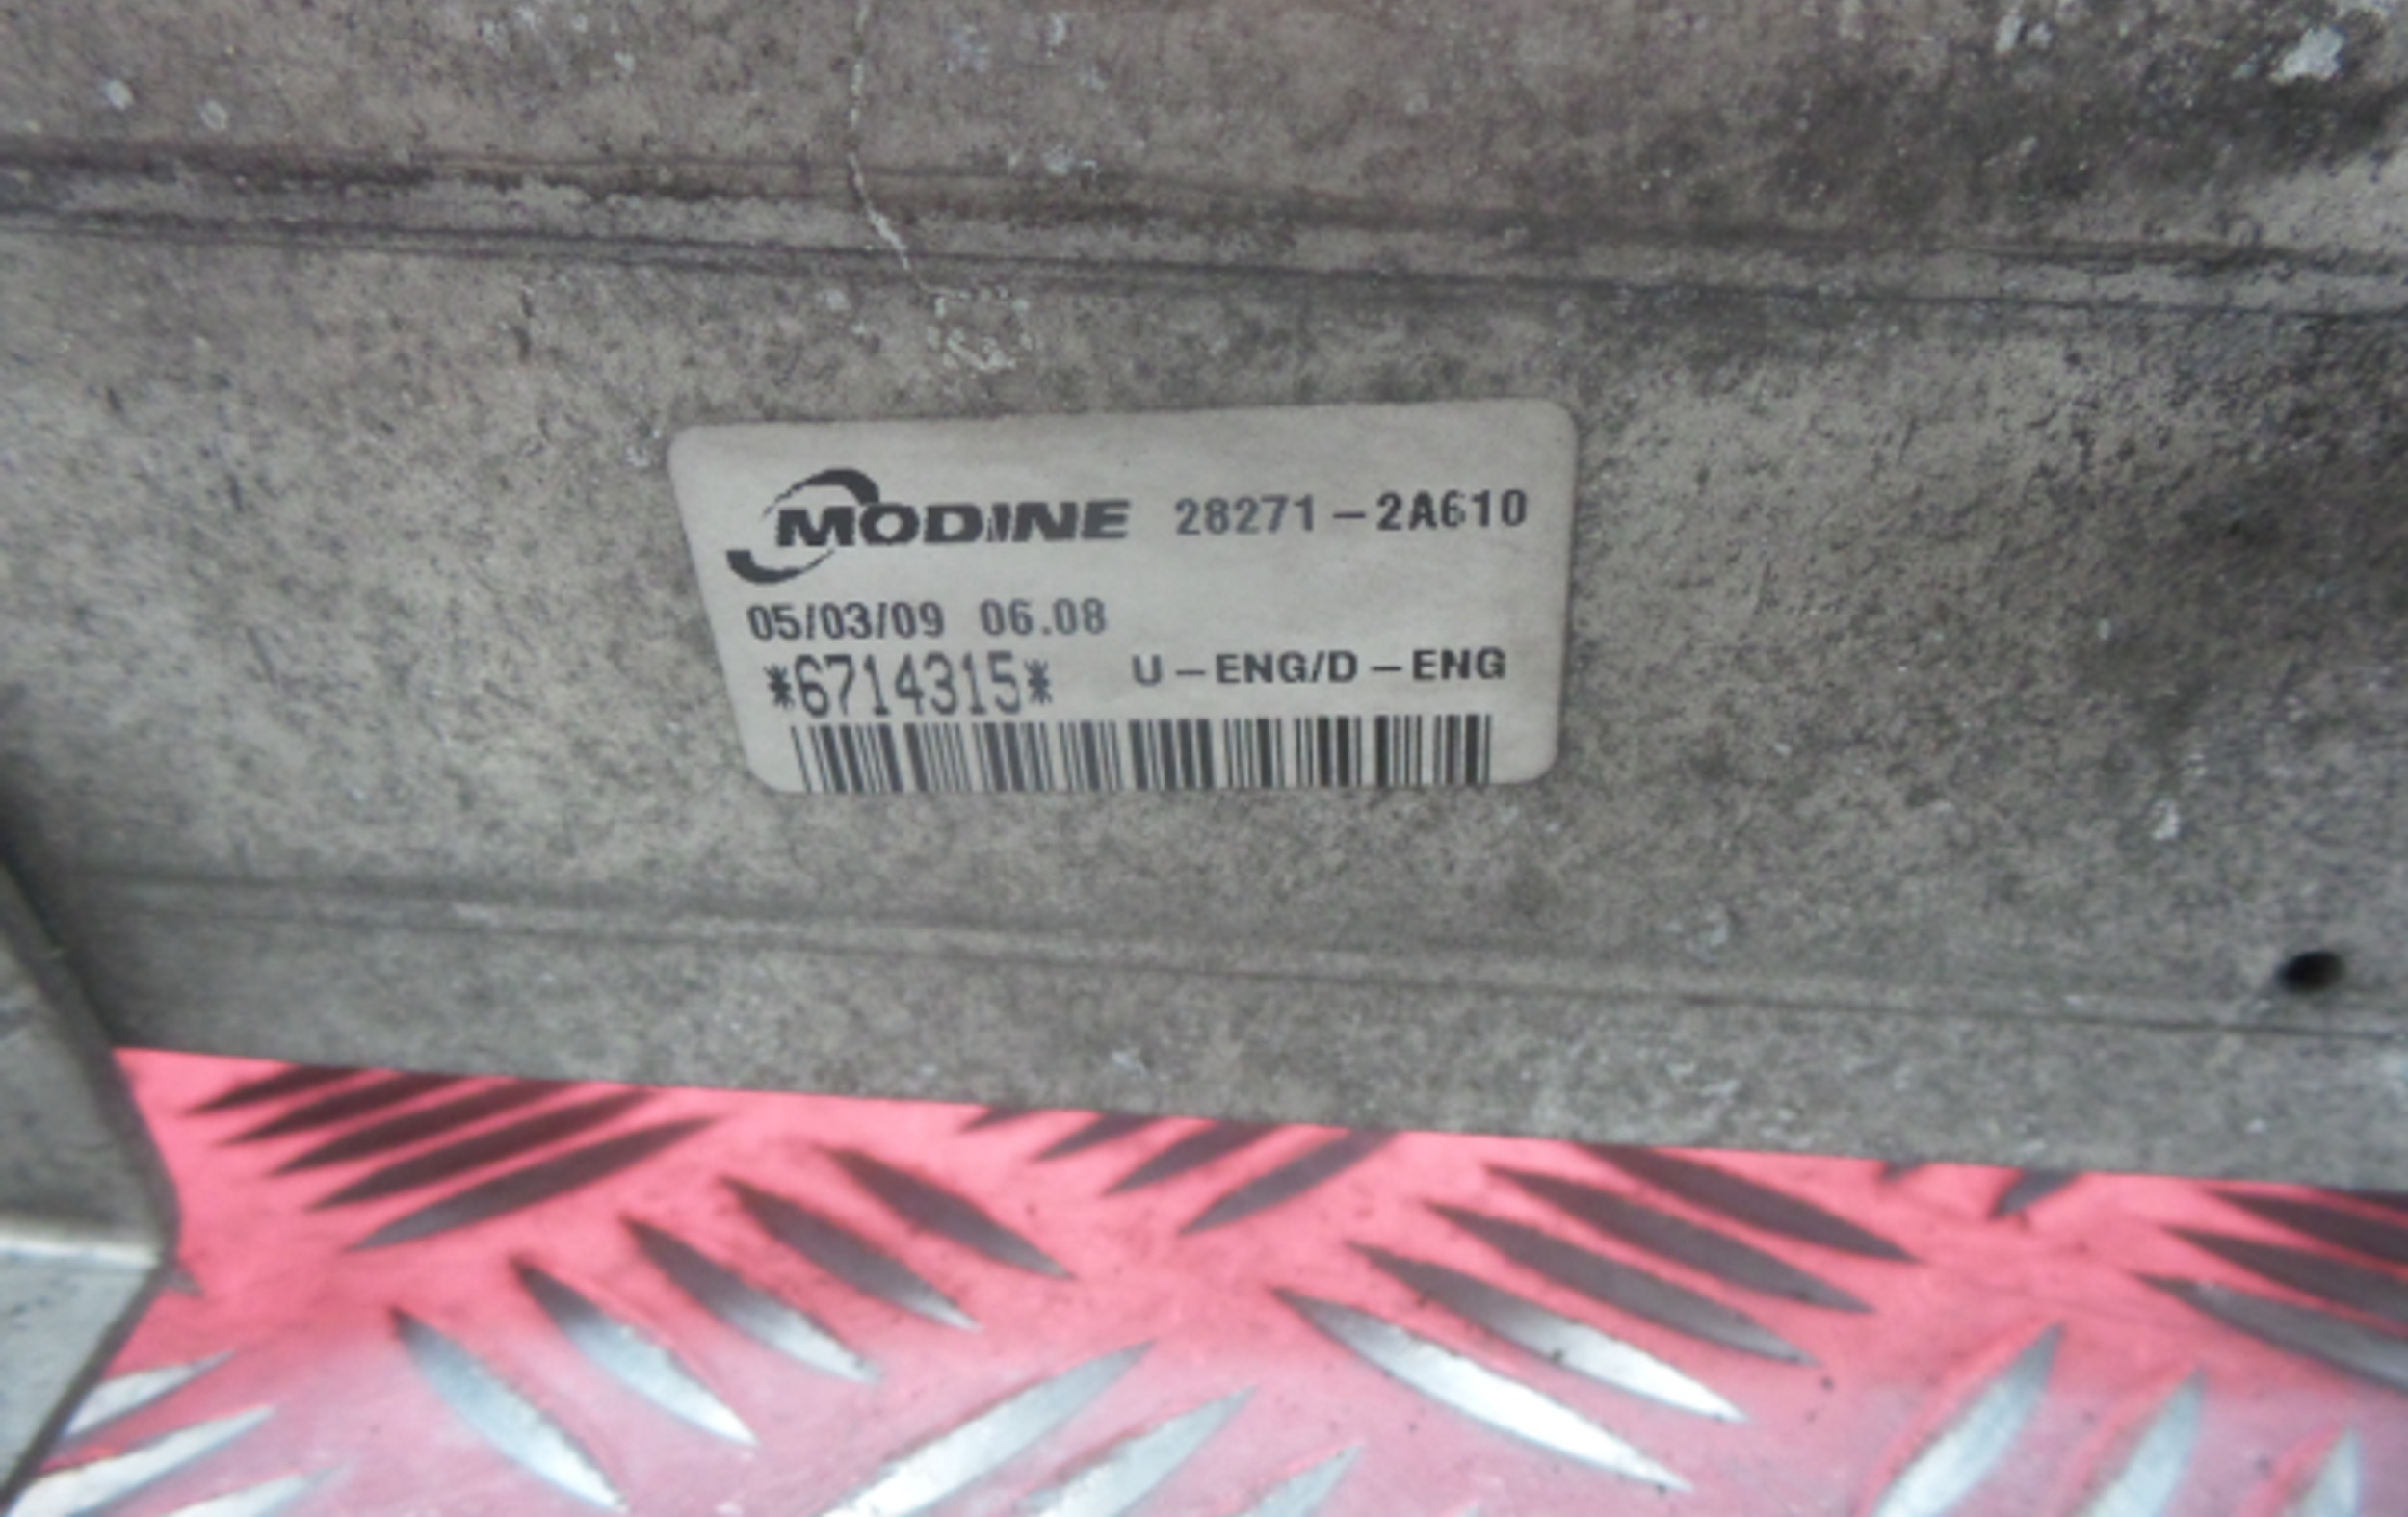 MODINE 28271-2A610
05/03/09 06.08
*6714315* U-ENG/D-ENG